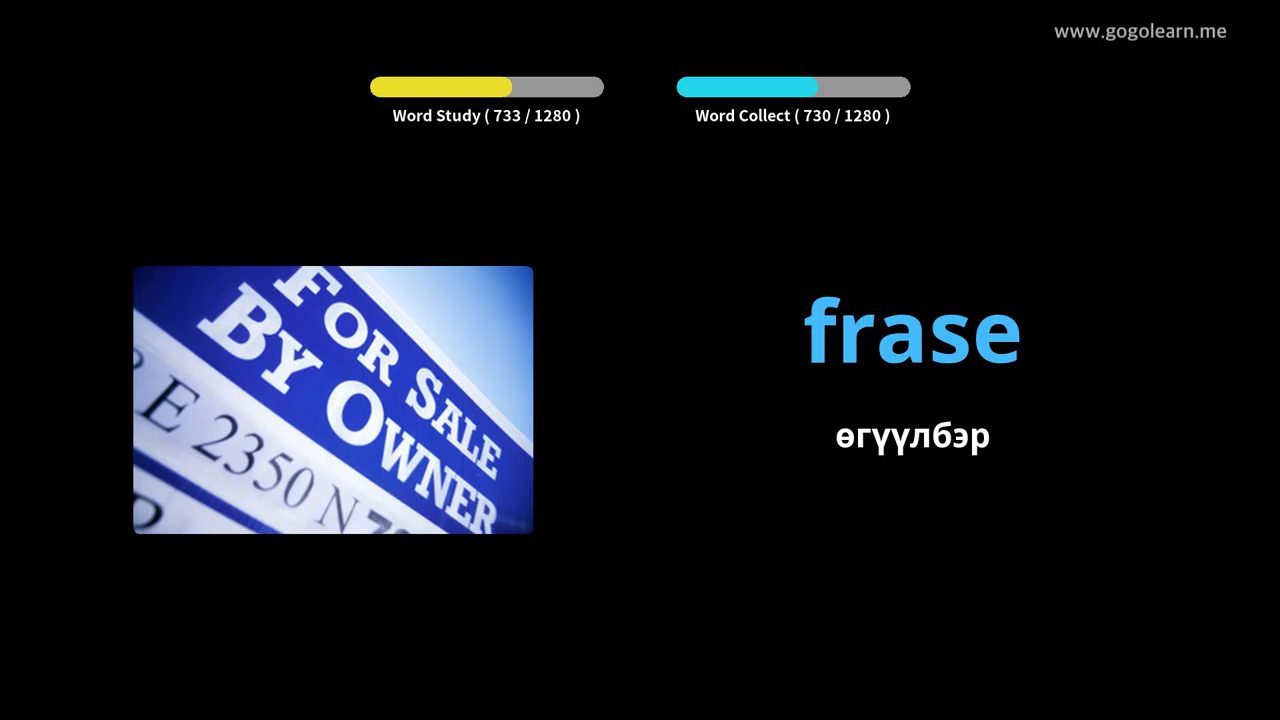 www.gogolearn.me
Word Study ( 733 / 1280 )
Word Collect ( 730 / 1280 )
FOR SALE
BY OWNER
E 2350 N
frase
өгүүлбэр